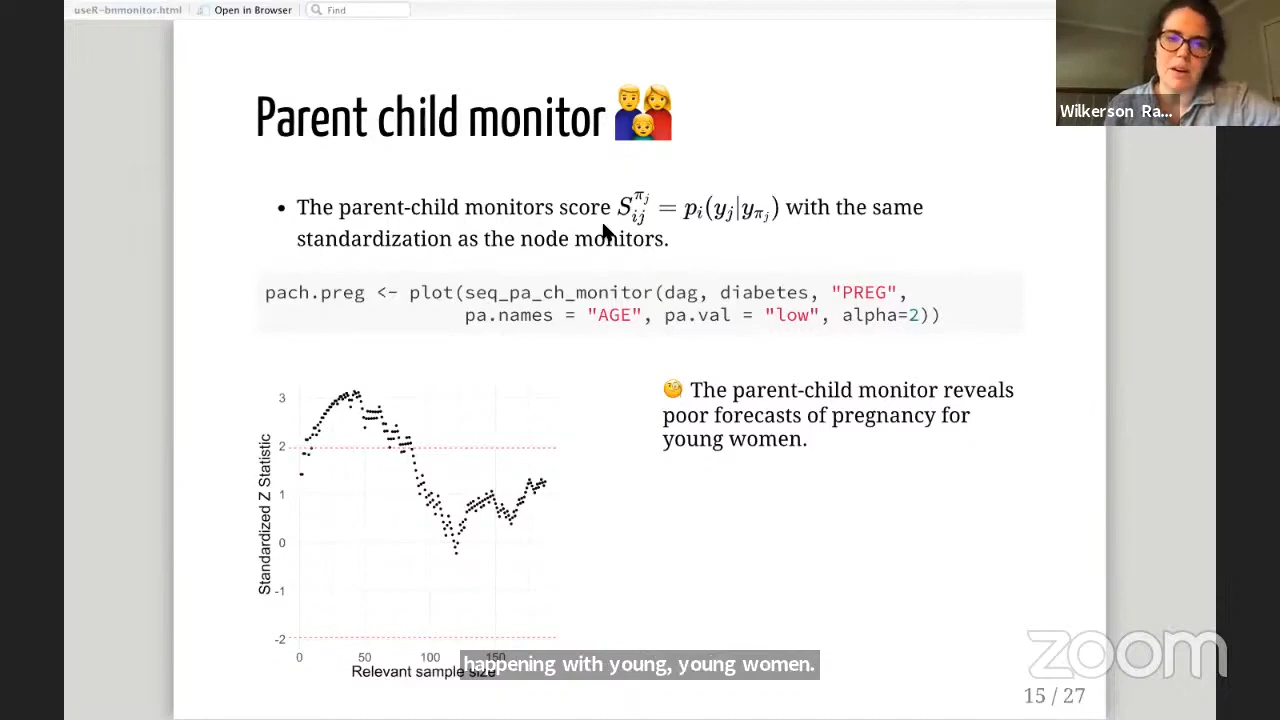 useR-bnmonitor.html Open in Browser Find
Wilkerson Ra...
Parent child monitor
• The parent-child monitors score S_{ij}^{π_j} = p_i(y_j|y_{π_j}) with the same
standardization as the node monitors.
pach.preg <- plot(seq_pa_ch_monitor(dag, diabetes, "PREG",
pa.names = "AGE", pa.val = "low", alpha=2))
The parent-child monitor reveals
poor forecasts of pregnancy for
young women.
Standardized Z Statistic
3
2
1
0
-1
-2
0 50 100 150
Relevant sample size
happening with young, young women.
zoom
15 / 27